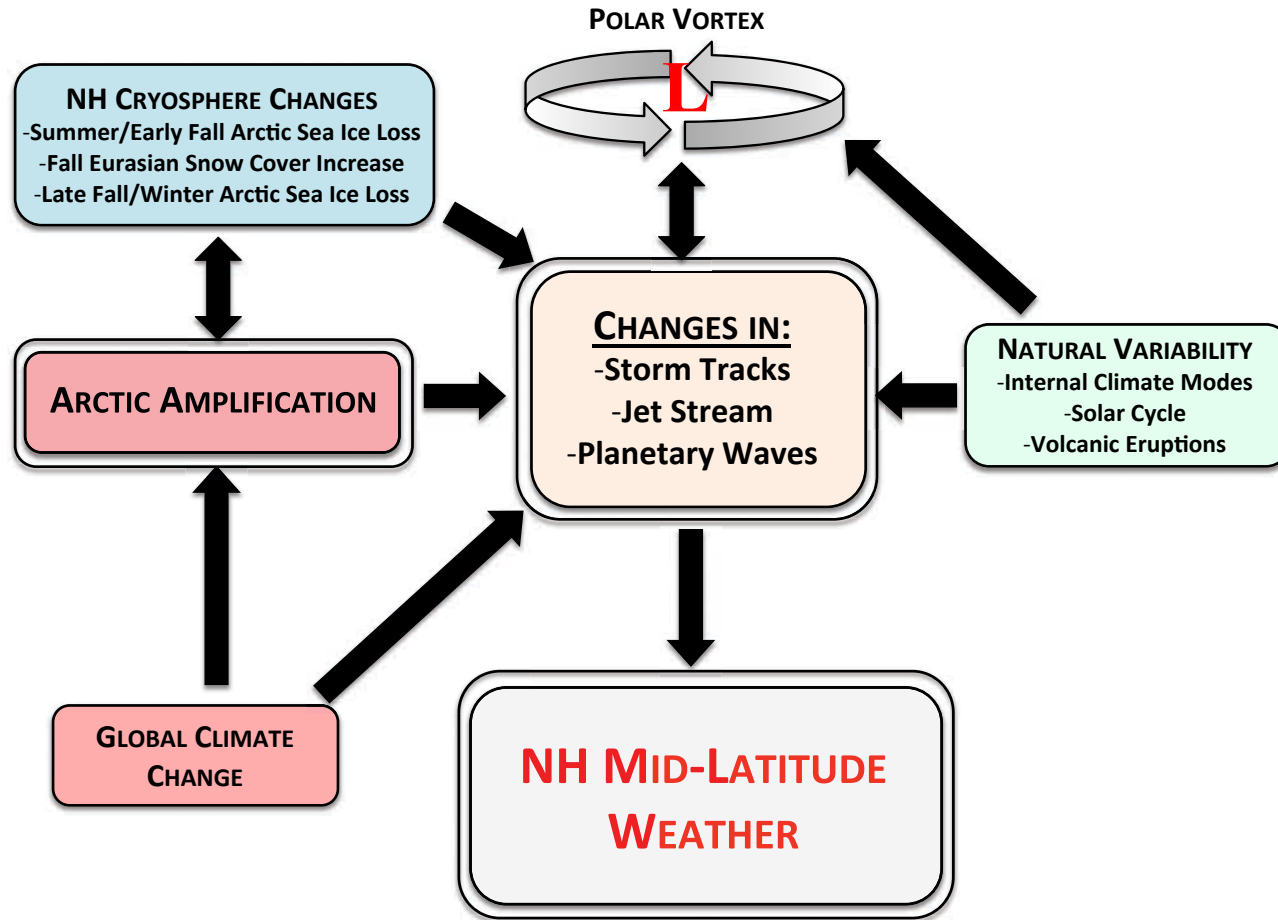 POLAR VORTEX
L
NH CRYOSPHERE CHANGES
-Summer/Early Fall Arctic Sea Ice Loss
-Fall Eurasian Snow Cover Increase
-Late Fall/Winter Arctic Sea Ice Loss
CHANGES IN:
-Storm Tracks
-Jet Stream
-Planetary Waves
NATURAL VARIABILITY
-Internal Climate Modes
-Solar Cycle
-Volcanic Eruptions
ARCTIC AMPLIFICATION
GLOBAL CLIMATE
CHANGE
NH MID-LATITUDE
WEATHER